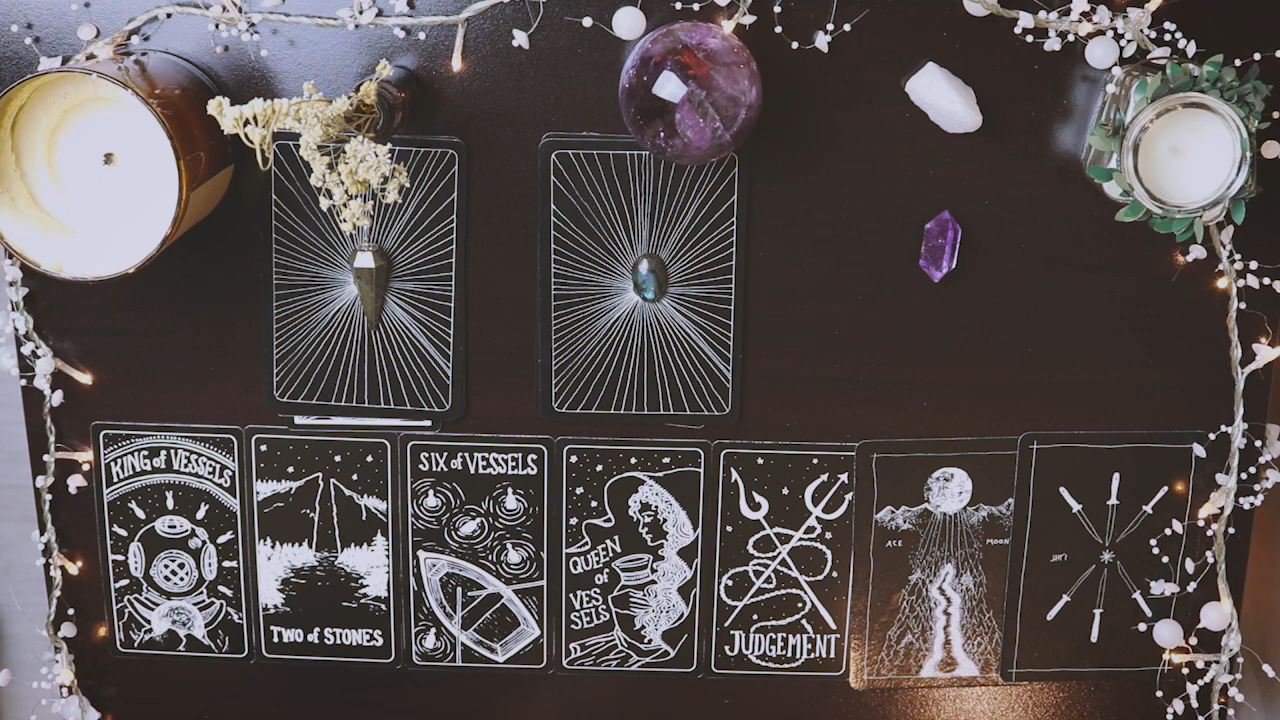 KING of VESSELS
TWO of STONES
SIX of VESSELS
QUEEN
of
VES
SELS
JUDGEMENT
ACE MOON